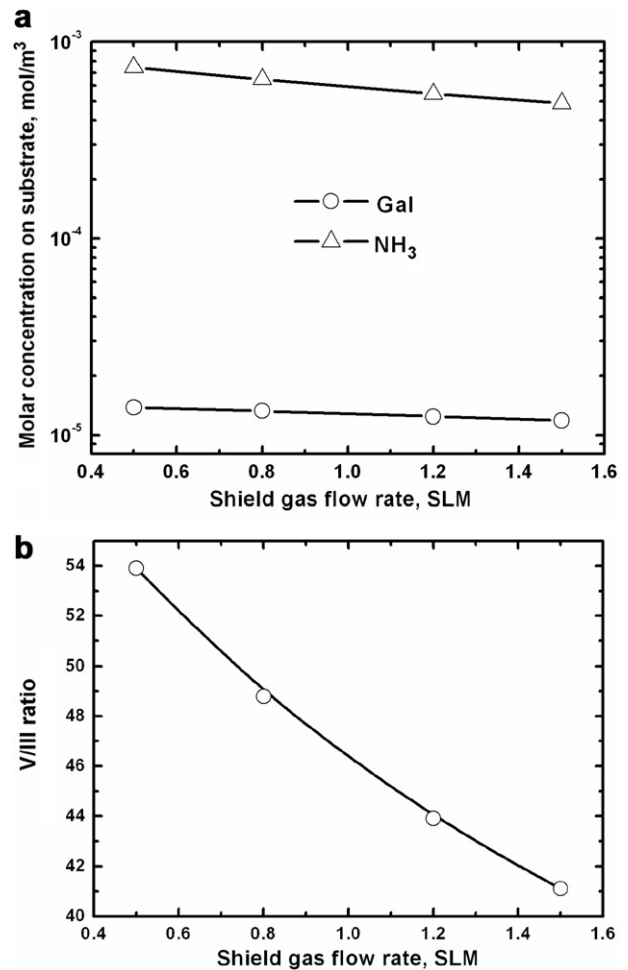 a
Molar concentration on substrate, mol/m³
10⁻³
10⁻⁴
10⁻⁵
GaI
NH₃
0.4 0.6 0.8 1.0 1.2 1.4 1.6
Shield gas flow rate, SLM
b
V/III ratio
54
52
50
48
46
44
42
40
0.4 0.6 0.8 1.0 1.2 1.4 1.6
Shield gas flow rate, SLM